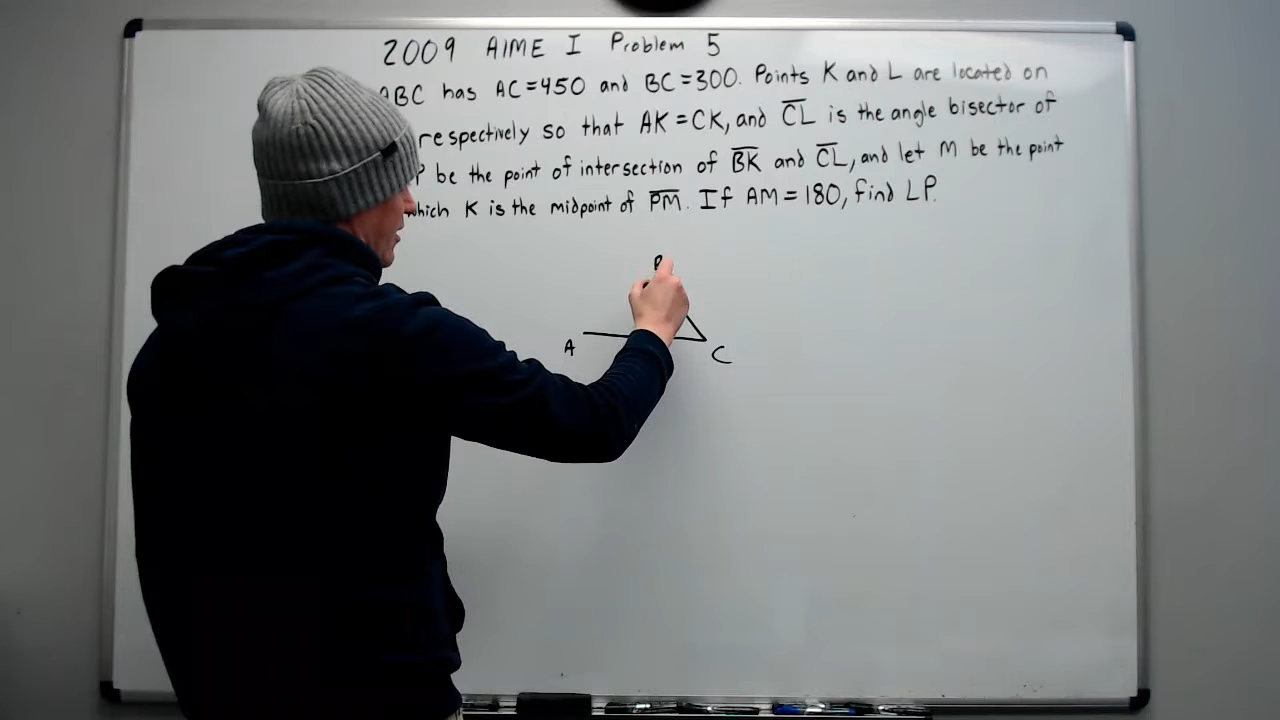 2009 AIME I Problem 5
ABC has AC=450 and BC=300. Points K and L are located on
respectively so that AK=CK, and CL is the angle bisector of
P be the point of intersection of BK and CL, and let M be the point
which K is the midpoint of PM. If AM=180, find LP.
B
A
C